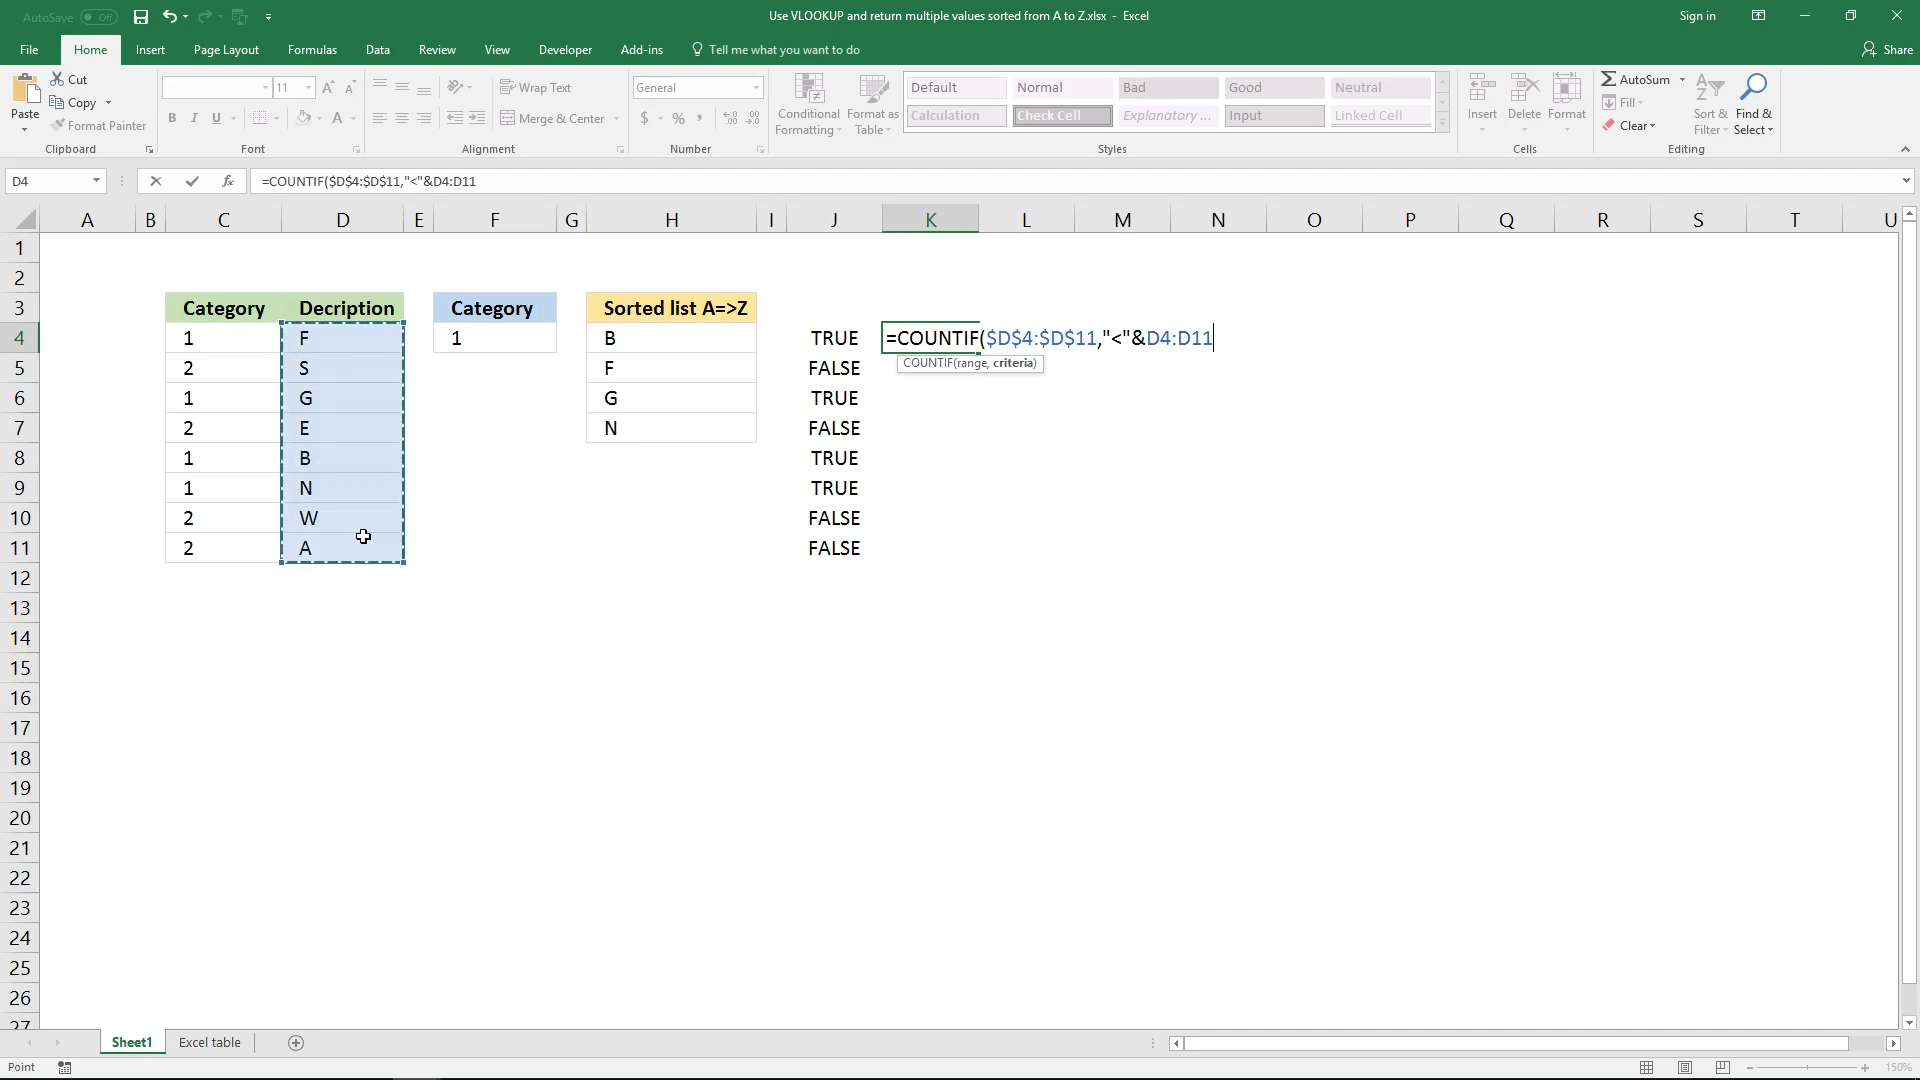 AutoSave Off
Use VLOOKUP and return multiple values sorted from A to Z.xlsx - Excel
Sign in
File Home Insert Page Layout Formulas Data Review View Developer Add-ins Tell me what you want to do Share
Paste
Cut
Copy
Format Painter
Clipboard
11
B I U A
Font
Wrap Text
Merge & Center
Alignment
General
$ % ,
Number
Conditional Formatting
Format as Table
Default Normal Bad Good Neutral
Calculation Check Cell Explanatory ... Input Linked Cell
Styles
Insert Delete Format
Cells
AutoSum
Fill
Clear
Sort & Filter
Find & Select
Editing
D4 fx =COUNTIF($D$4:$D$11,"<"&D4:D11
A B C D E F G H I J K L M N O P Q R S T U
1
2
3 Category Decription Category Sorted list A=>Z
4 1 F 1 B TRUE =COUNTIF($D$4:$D$11,"<"&D4:D11
COUNTIF(range, criteria)
5 2 S F FALSE
6 1 G G TRUE
7 2 E N FALSE
8 1 B TRUE
9 1 N TRUE
10 2 W FALSE
11 2 A FALSE
12
13
14
15
16
17
18
19
20
21
22
23
24
25
26
27
Sheet1 Excel table
Point
150%